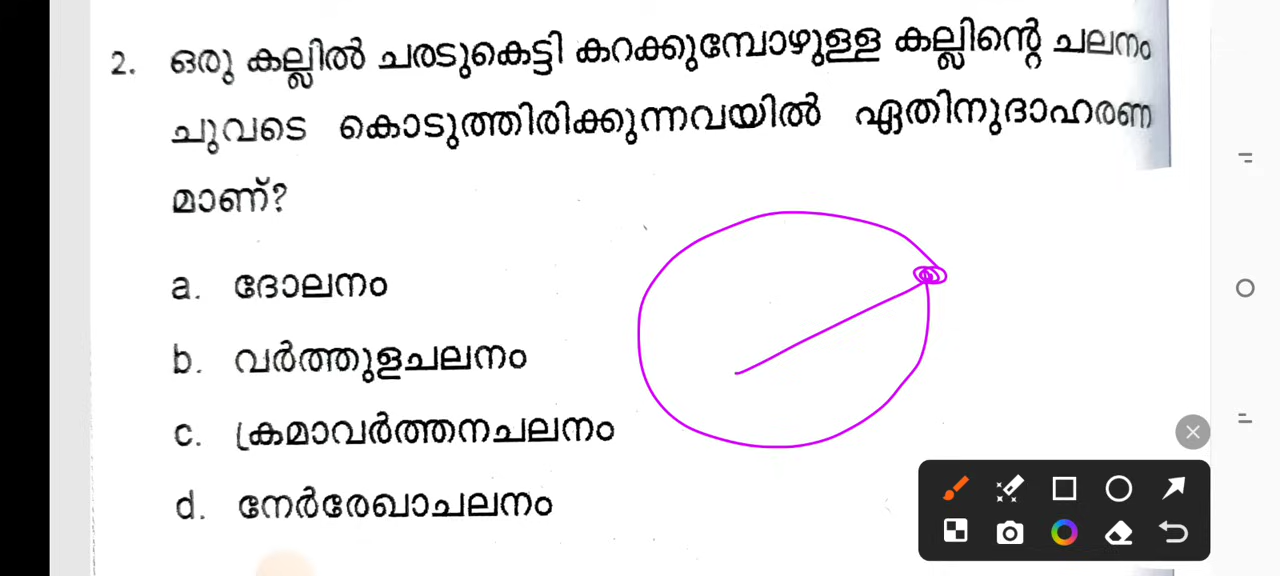 2. ഒരു കല്ലിൽ ചരടുകെട്ടി കറക്കുമ്പോഴുള്ള കല്ലിന്റെ ചലനം
ചുവടെ കൊടുത്തിരിക്കുന്നവയിൽ ഏതിനുദാഹരണ
മാണ്?
a. ദോലനം
b. വർത്തുളചലനം
c. ക്രമാവർത്തനചലനം
d. നേർരേഖാചലനം